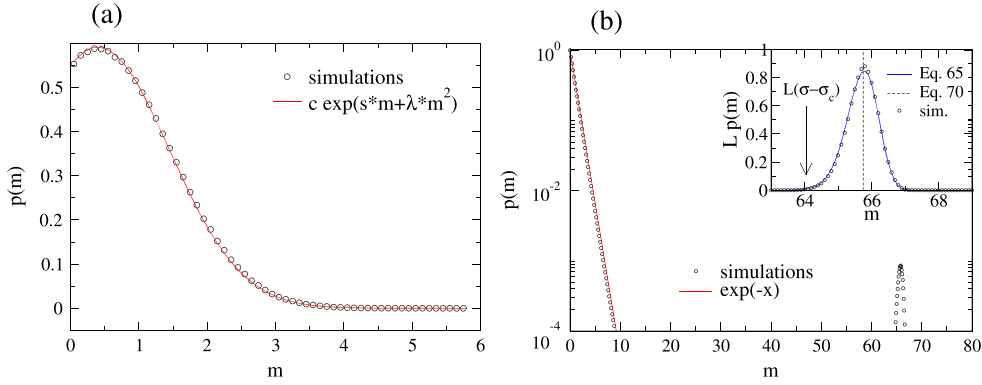 (a)
p(m)
0.5
0.4
0.3
0.2
0.1
0
simulations
c exp(s*m+λ*m²)
0 1 2 3 4 5 6
m
(b)
p(m)
10⁰
10⁻²
10⁻⁴
simulations
exp(-x)
0 10 20 30 40 50 60 70 80
m
L p(m)
1
0.8
0.6
0.4
0.2
0
L(σ−σc)
Eq. 65
Eq. 70
sim.
64 66 68
m